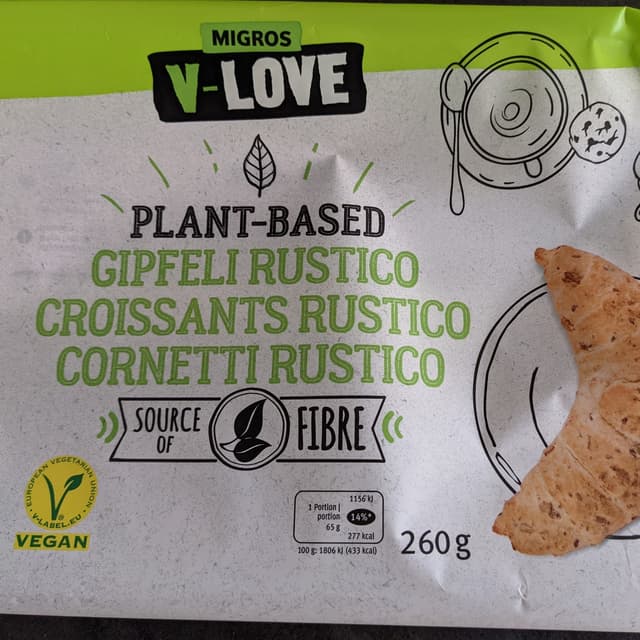 MIGROS
V-LOVE
PLANT-BASED
GIPFELI RUSTICO
CROISSANTS RUSTICO
CORNETTI RUSTICO
SOURCE
OF
FIBRE
EUROPEAN VEGETARIAN UNION
V-LABEL.EU
VEGAN
1 Portion |
portion
65 g
1156 kJ
14%*
277 kcal
100 g: 1806 kJ (433 kcal)
260 g